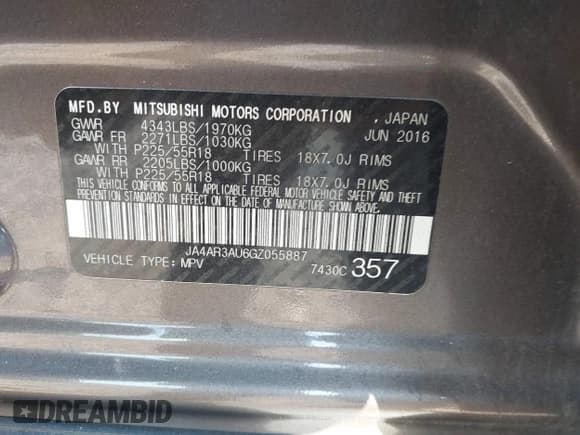 MFD.BY MITSUBISHI MOTORS CORPORATION , JAPAN
GVWR 4343LBS/1970KG JUN 2016
GAWR FR 2271LBS/1030KG
WITH P225/55R18 TIRES 18X7.0J RIMS
GAWR RR 2205LBS/1000KG
WITH P225/55R18 TIRES 18X7.0J RIMS
THIS VEHICLE CONFORMS TO ALL APPLICABLE FEDERAL MOTOR VEHICLE SAFETY AND THEFT
PREVENTION STANDARDS IN EFFECT ON THE DATE OF MANUFACTURE SHOWN ABOVE.
JA4AR3AU6GZ055887
VEHICLE TYPE:MPV 7430C 357
DREAMBID